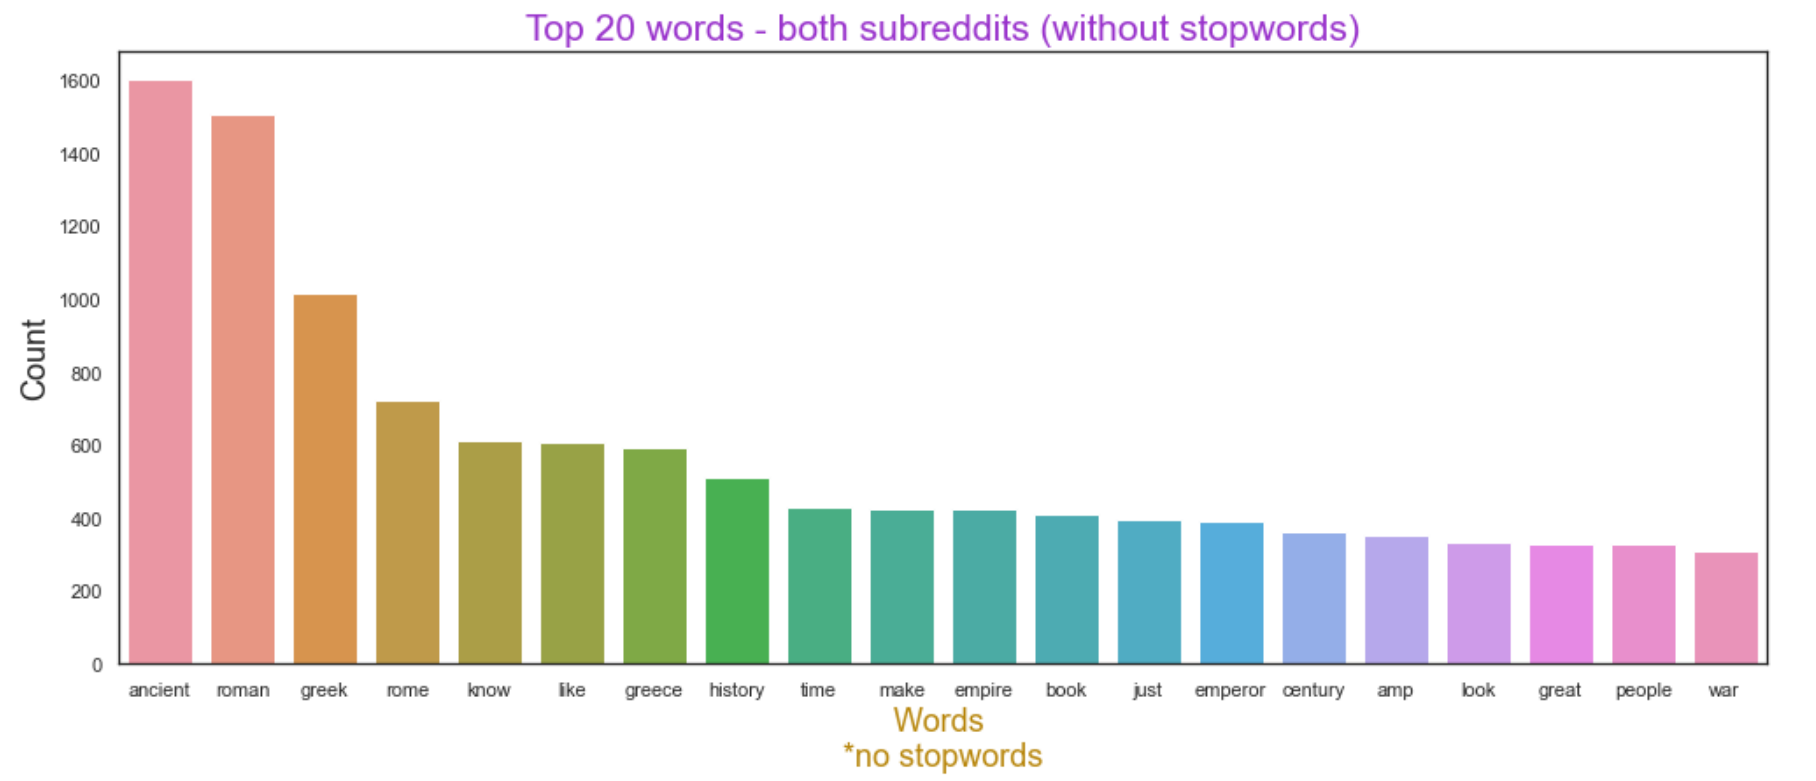 Top 20 words - both subreddits (without stopwords)
1600
1400
1200
1000
800
600
400
200
0
Count
ancient roman greek rome know like greece history time make empire book just emperor century amp look great people war
Words
*no stopwords